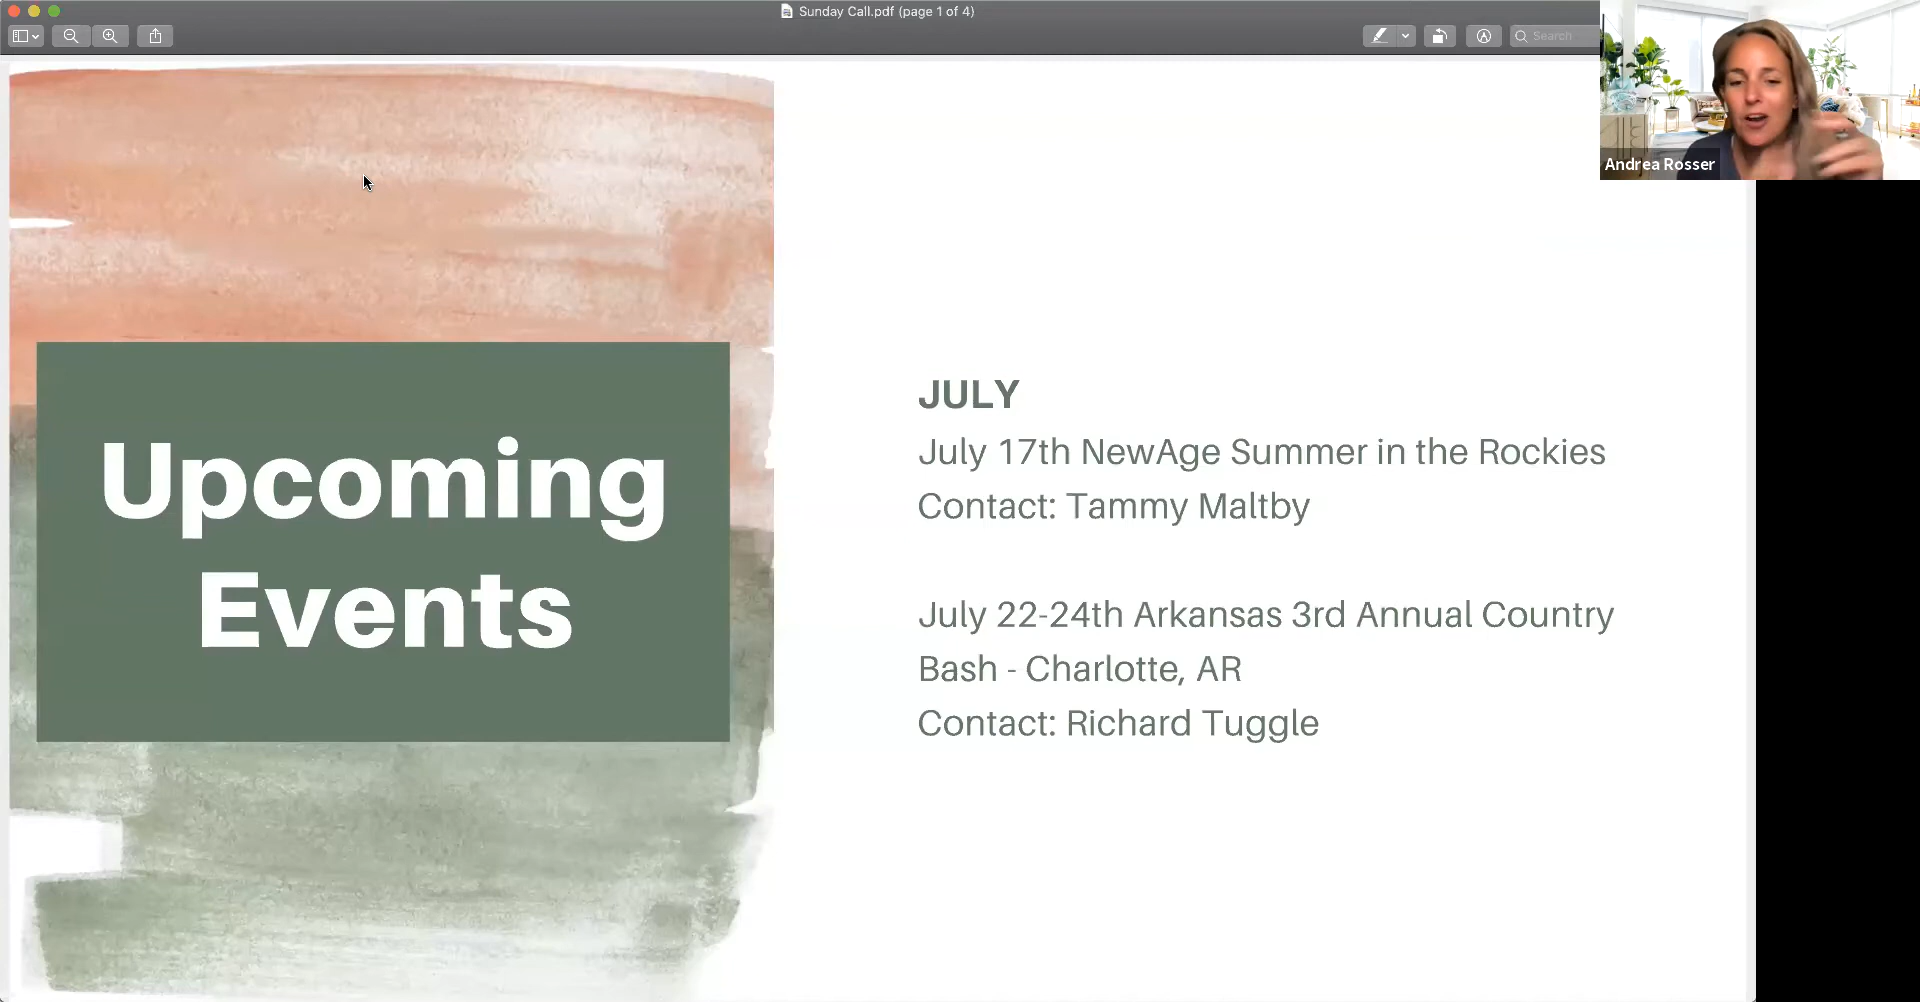 Sunday Call.pdf (page 1 of 4)
Search
Andrea Rosser
Upcoming
Events
JULY
July 17th NewAge Summer in the Rockies
Contact: Tammy Maltby
July 22-24th Arkansas 3rd Annual Country
Bash - Charlotte, AR
Contact: Richard Tuggle